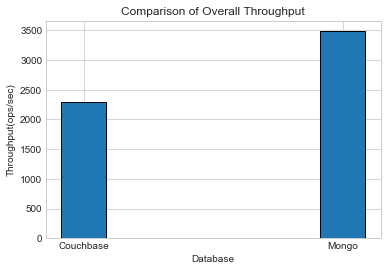 Comparison of Overall Throughput
3500
3000
2500
2000
1500
1000
500
0
Throughput(ops/sec)
Couchbase
Mongo
Database